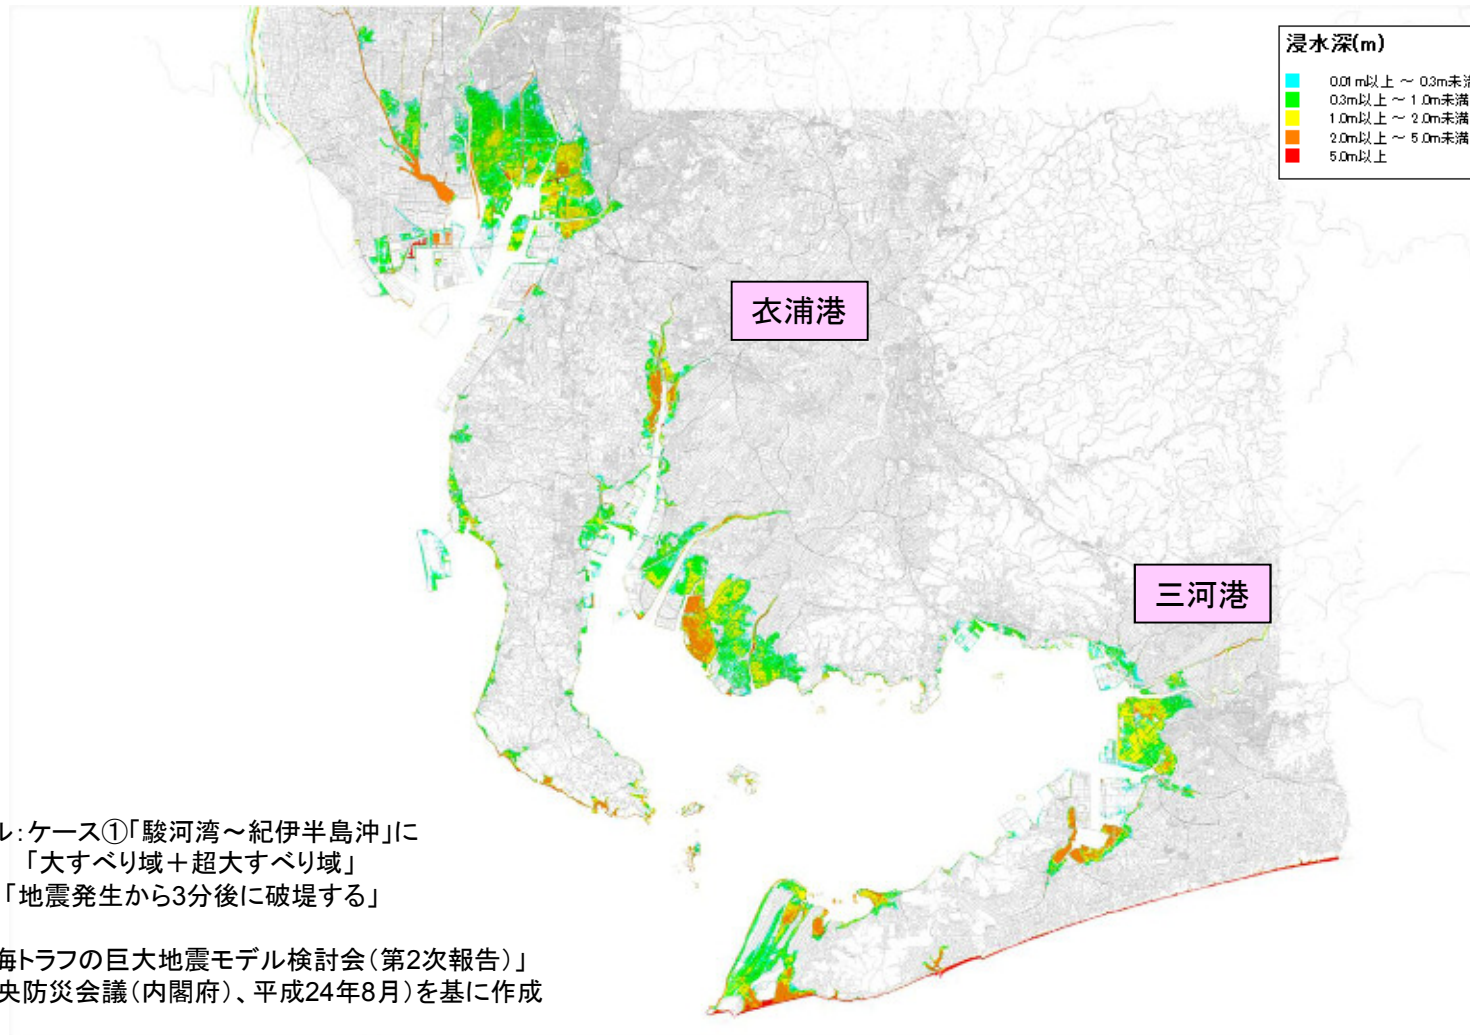 浸水深(m)
0.01m以上 ～ 0.3m未満
0.3m以上 ～ 1.0m未満
1.0m以上 ～ 2.0m未満
2.0m以上 ～ 5.0m未満
5.0m以上
衣浦港
三河港
ル：ケース①「駿河湾～紀伊半島沖」に
「大すべり域＋超大すべり域」
「地震発生から3分後に破堤する」
海トラフの巨大地震モデル検討会（第2次報告）」
央防災会議（内閣府）、平成24年8月）を基に作成